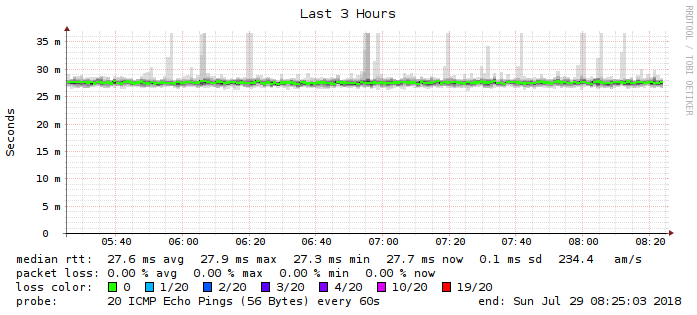 Last 3 Hours
RRDTOOL / TOBI OETIKER
Seconds
35 m
30 m
25 m
20 m
15 m
10 m
5 m
0
05:40 06:00 06:20 06:40 07:00 07:20 07:40 08:00 08:20
median rtt: 27.6 ms avg 27.9 ms max 27.3 ms min 27.7 ms now 0.1 ms sd 234.4 am/s
packet loss: 0.00 % avg 0.00 % max 0.00 % min 0.00 % now
loss color: 0 1/20 2/20 3/20 4/20 10/20 19/20
probe: 20 ICMP Echo Pings (56 Bytes) every 60s end: Sun Jul 29 08:25:03 2018